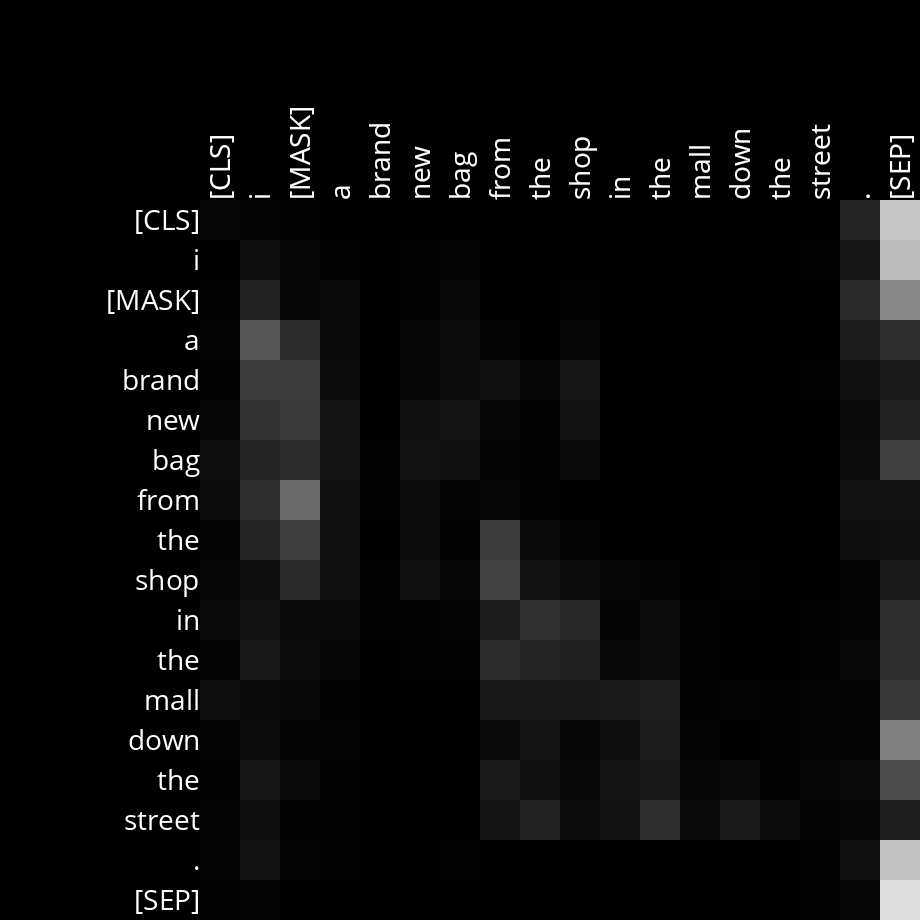 [CLS] i [MASK] a brand new bag from the shop in the mall down the street . [SEP]
[CLS]
i
[MASK]
a
brand
new
bag
from
the
shop
in
the
mall
down
the
street
.
[SEP]